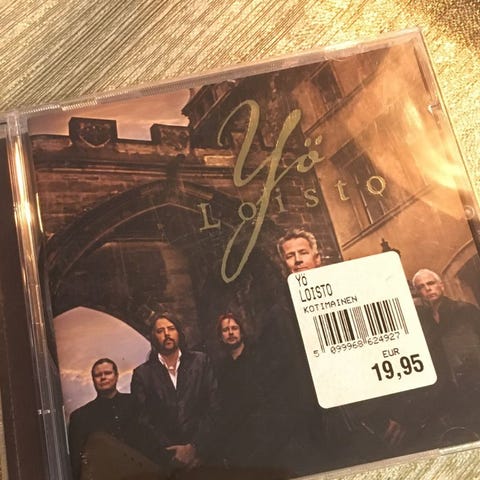 Yö
Loisto
YÖ
LOISTO
KOTIMAINEN
5 099968 624927
EUR
19,95